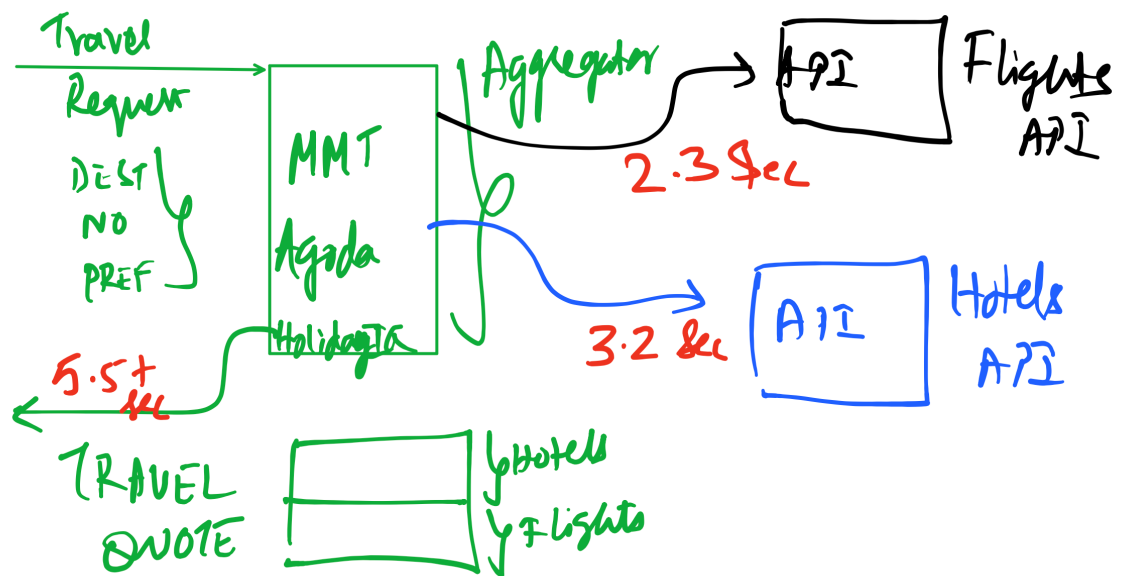 Travel
Request
DEST
NO
PREF
MMT
Agoda
HolidayIQ
Aggregator
API
Flights
API
2.3 Sec
API
Hotels
API
3.2 Sec
5.5+
sec
TRAVEL
QUOTE
Hotels
Flights